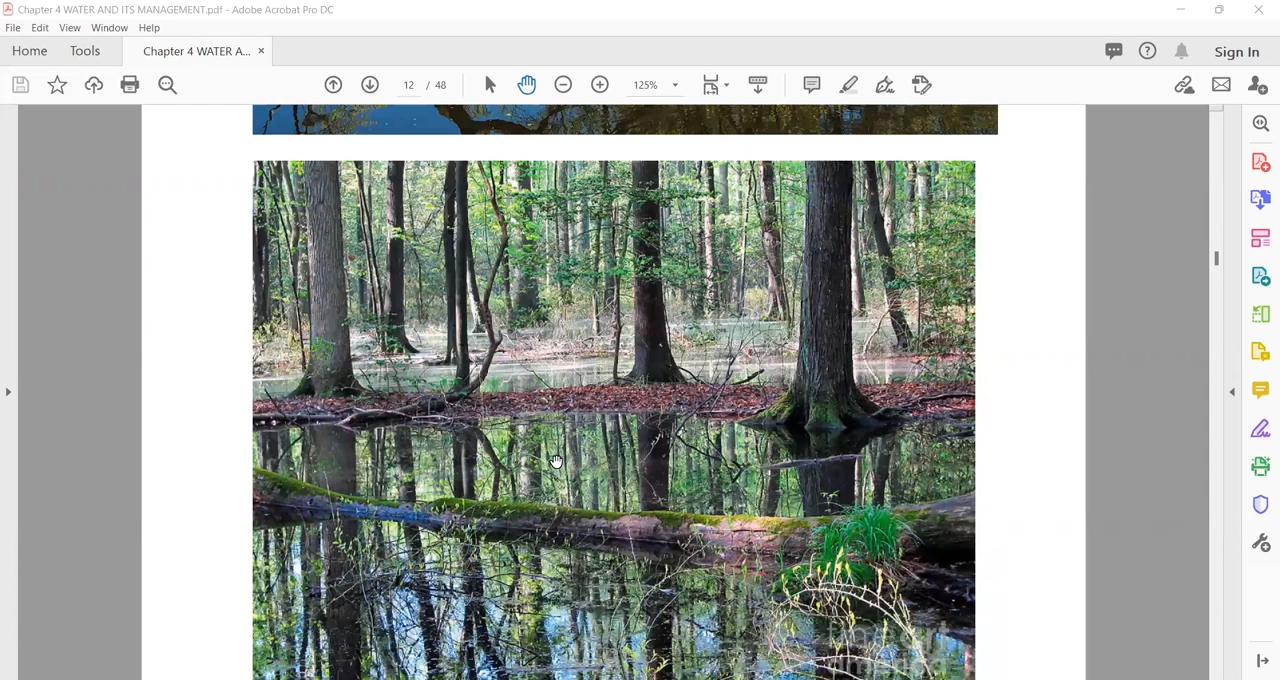 Chapter 4 WATER AND ITS MANAGEMENT.pdf - Adobe Acrobat Pro DC
File Edit View Window Help
Home Tools Chapter 4 WATER A... × Sign In
12 / 48 125%